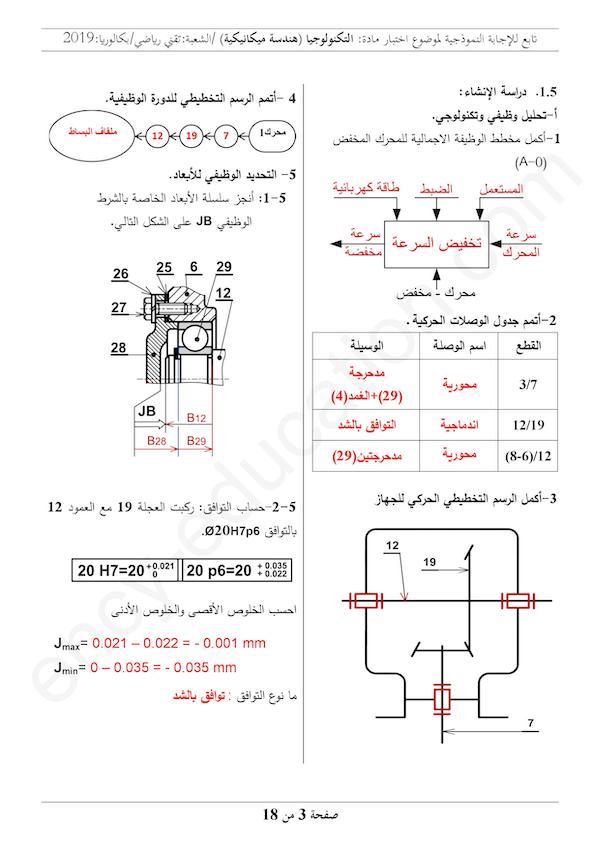 تابع للإجابة النموذجية لموضوع اختبار مادة: التكنولوجيا (هندسة ميكانيكية) /الشعبة:تقني رياضي/بكالوريا:2019
1.5. دراسة الإنشاء:
أ-تحليل وظيفي وتكنولوجي.
1-أكمل مخطط الوظيفة الاجمالية للمحرك المخفض
(A-0)
المستعمل
الضبط
طاقة كهربائية
سرعة المحرك
تخفيض السرعة
سرعة مخفضة
محرك - مخفض
2-أتمم جدول الوصلات الحركية.
القطع
اسم الوصلة
الوسيلة
3/7
محورية
مدحرجة (29)+الغمد(4)
12/19
اندماجية
التوافق بالشد
(8-6)/12
محورية
مدحرجتين(29)
3-أكمل الرسم التخطيطي الحركي للجهاز
12
19
7
4 -أتمم الرسم التخطيطي للدورة الوظيفية.
محرك1
7
19
12
ملفاف البساط
5- التحديد الوظيفي للأبعاد.
5-1: أنجز سلسلة الأبعاد الخاصة بالشرط
الوظيفي JB على الشكل التالي.
26
25
6
29
12
27
28
JB
B12
B28
B29
5-2-حساب التوافق: ركبت العجلة 19 مع العمود 12
بالتوافق Ø20H7p6.
20 H7=20 +0.021 0
20 p6=20 + 0.035 + 0.022
احسب الخلوص الأقصى والخلوص الأدنى
Jmax= 0.021 – 0.022 = - 0.001 mm
Jmin= 0 – 0.035 = - 0.035 mm
ما نوع التوافق : توافق بالشد
صفحة 3 من 18
ency-education.com